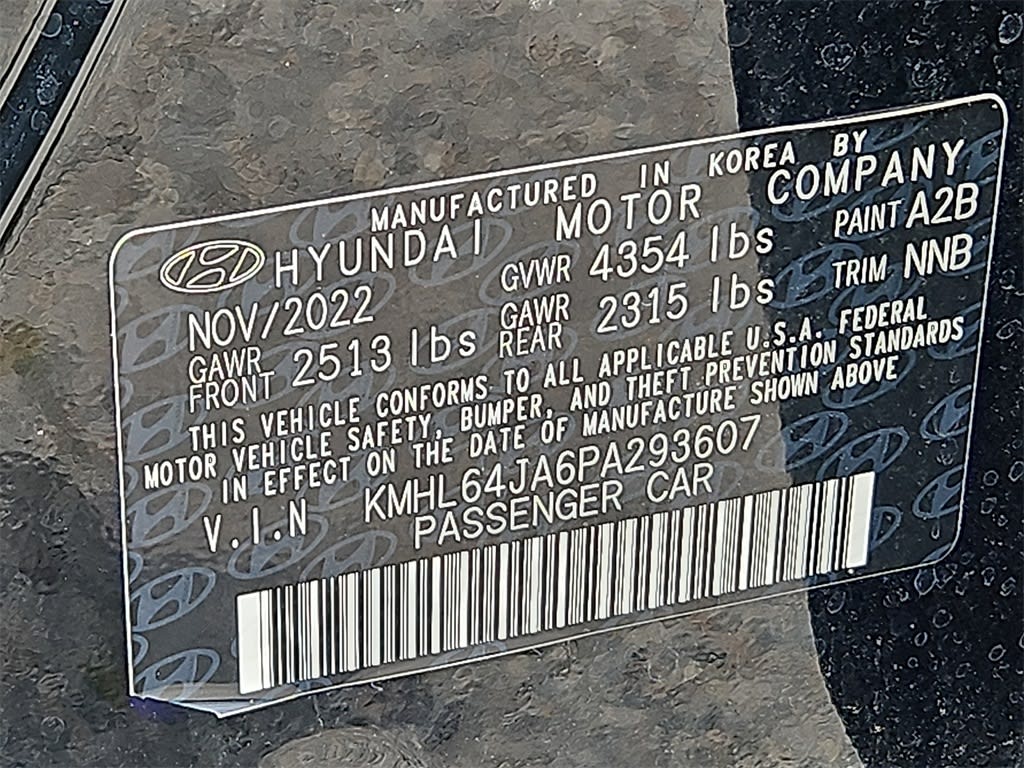 MANUFACTURED IN KOREA BY
HYUNDAI MOTOR COMPANY
NOV/2022 GVWR 4354 lbs PAINT A2B
GAWR FRONT 2513 lbs GAWR REAR 2315 lbs TRIM NNB
THIS VEHICLE CONFORMS TO ALL APPLICABLE U.S.A. FEDERAL
MOTOR VEHICLE SAFETY, BUMPER, AND THEFT PREVENTION STANDARDS
IN EFFECT ON THE DATE OF MANUFACTURE SHOWN ABOVE
V.I.N KMHL64JA6PA293607
PASSENGER CAR